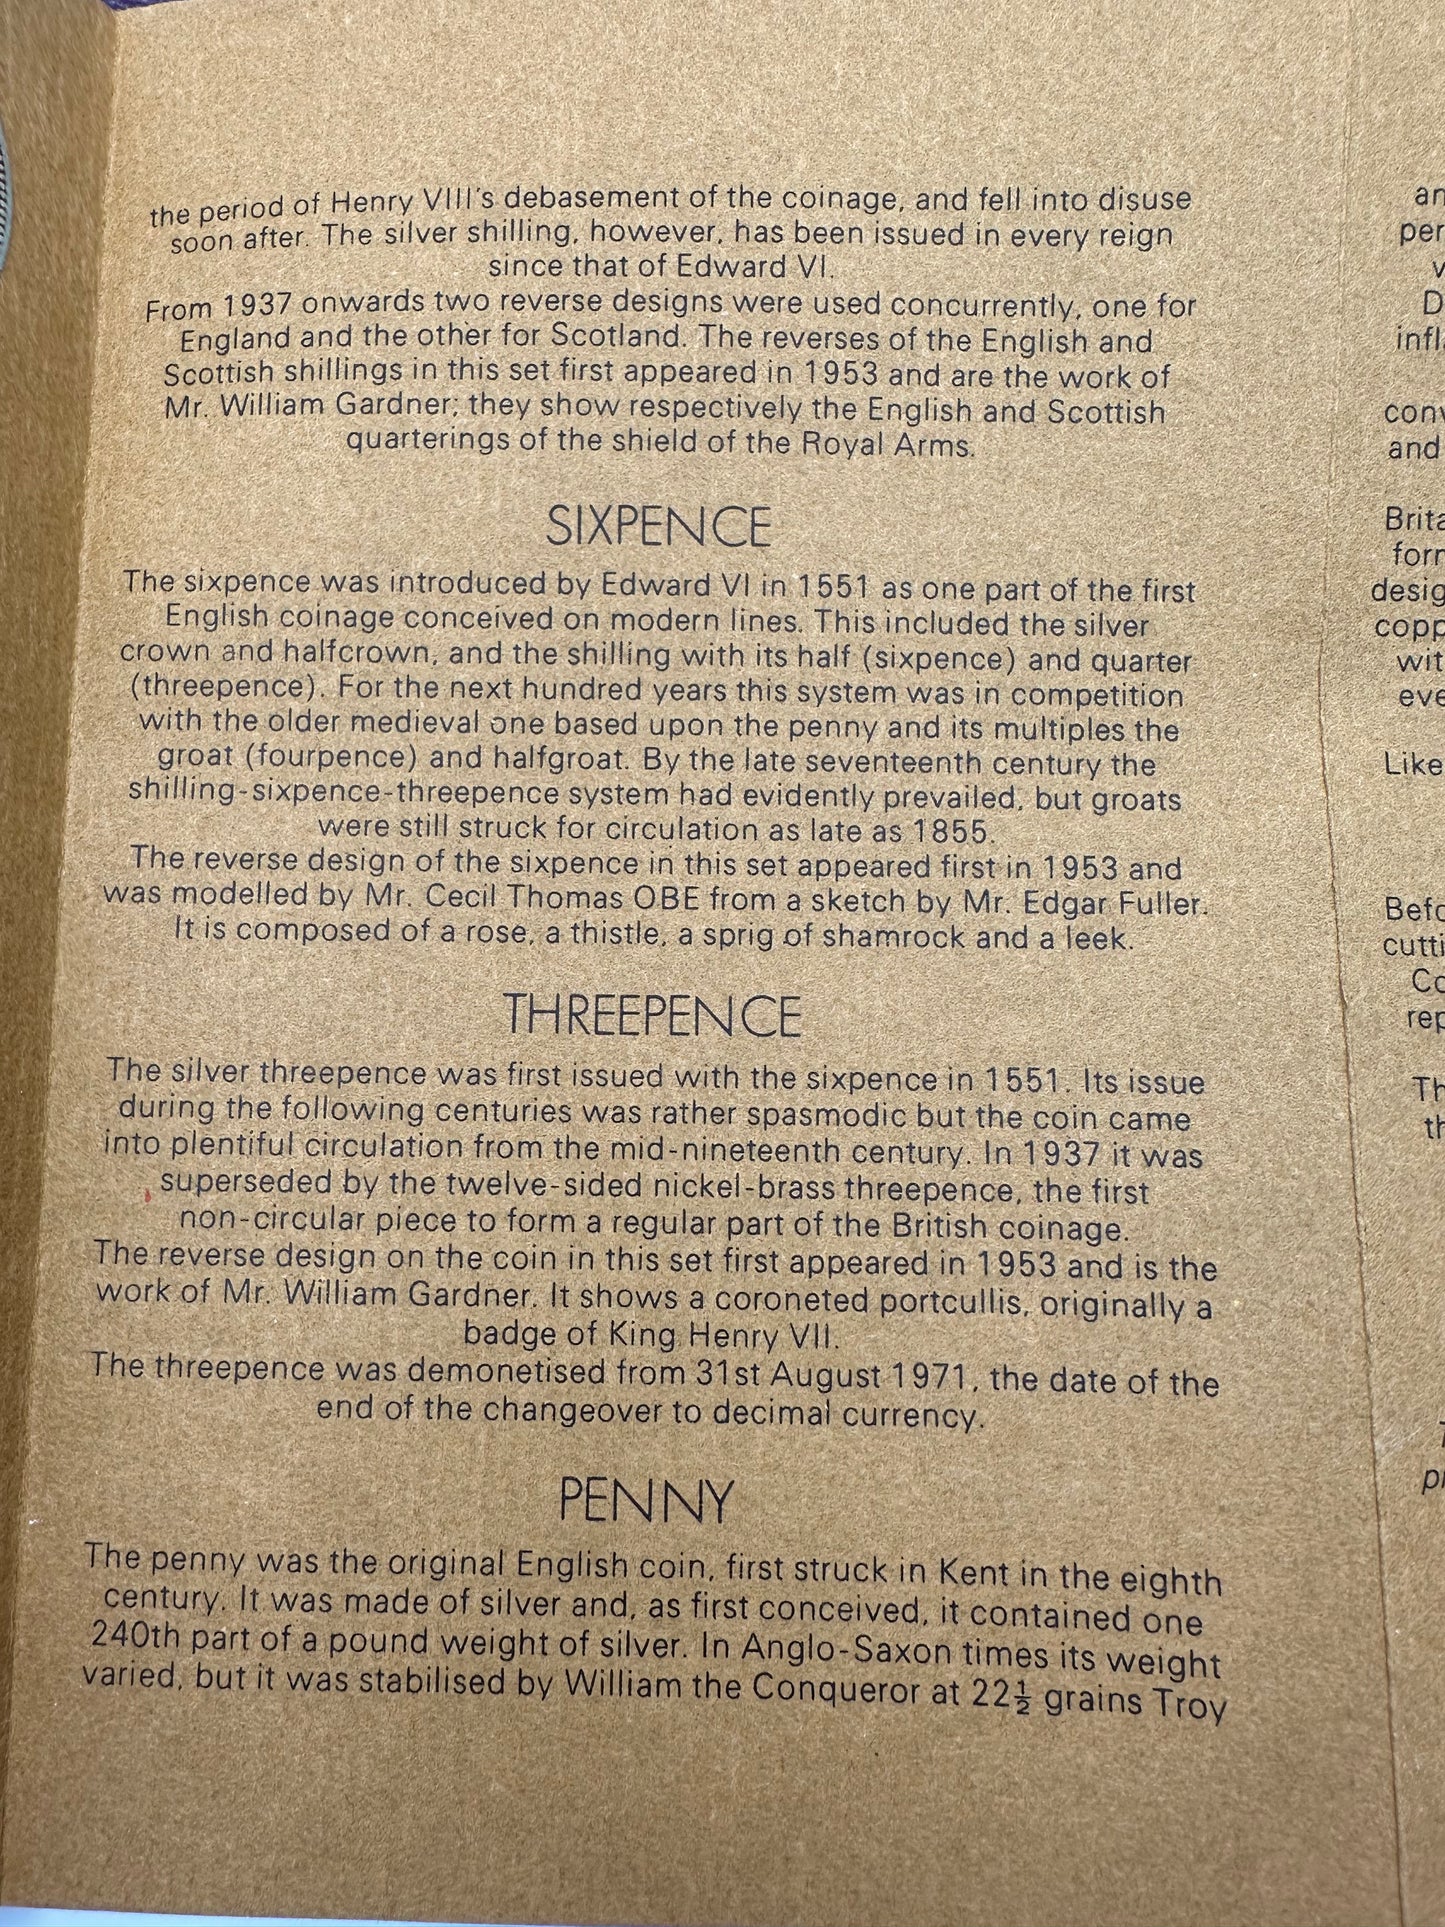 the period of Henry VIII's debasement of the coinage, and fell into disuse
soon after. The silver shilling, however, has been issued in every reign
since that of Edward VI.
From 1937 onwards two reverse designs were used concurrently, one for
England and the other for Scotland. The reverses of the English and
Scottish shillings in this set first appeared in 1953 and are the work of
Mr. William Gardner; they show respectively the English and Scottish
quarterings of the shield of the Royal Arms.
SIXPENCE
The sixpence was introduced by Edward VI in 1551 as one part of the first
English coinage conceived on modern lines. This included the silver
crown and halfcrown, and the shilling with its half (sixpence) and quarter
(threepence). For the next hundred years this system was in competition
with the older medieval one based upon the penny and its multiples the
groat (fourpence) and halfgroat. By the late seventeenth century the
shilling-sixpence-threepence system had evidently prevailed, but groats
were still struck for circulation as late as 1855.
The reverse design of the sixpence in this set appeared first in 1953 and
was modelled by Mr. Cecil Thomas OBE from a sketch by Mr. Edgar Fuller.
It is composed of a rose, a thistle, a sprig of shamrock and a leek.
THREEPENCE
The silver threepence was first issued with the sixpence in 1551. Its issue
during the following centuries was rather spasmodic but the coin came
into plentiful circulation from the mid-nineteenth century. In 1937 it was
superseded by the twelve-sided nickel-brass threepence, the first
non-circular piece to form a regular part of the British coinage.
The reverse design on the coin in this set first appeared in 1953 and is the
work of Mr. William Gardner. It shows a coroneted portcullis, originally a
badge of King Henry VII.
The threepence was demonetised from 31st August 1971, the date of the
end of the changeover to decimal currency.
PENNY
The penny was the original English coin, first struck in Kent in the eighth
century. It was made of silver and, as first conceived, it contained one
240th part of a pound weight of silver. In Anglo-Saxon times its weight
varied, but it was stabilised by William the Conqueror at 22½ grains Troy
and
Like